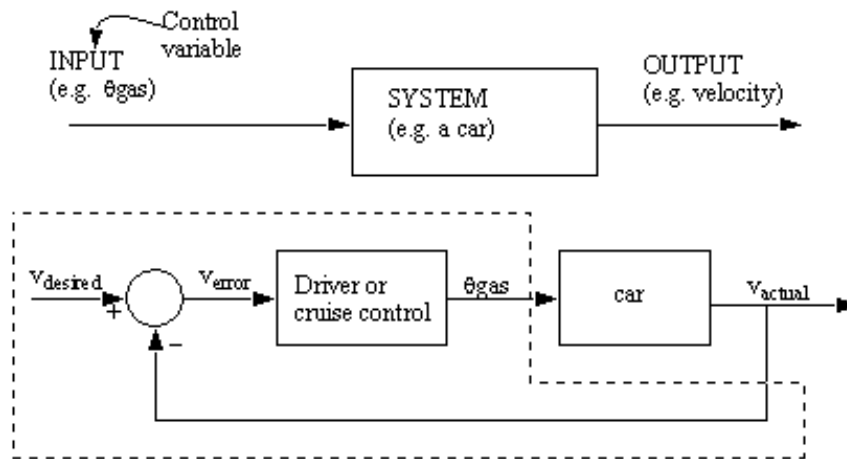 Control
variable
INPUT
(e.g. θgas)
SYSTEM
(e.g. a car)
OUTPUT
(e.g. velocity)
vdesired
+
−
verror
Driver or
cruise control
θgas
car
vactual